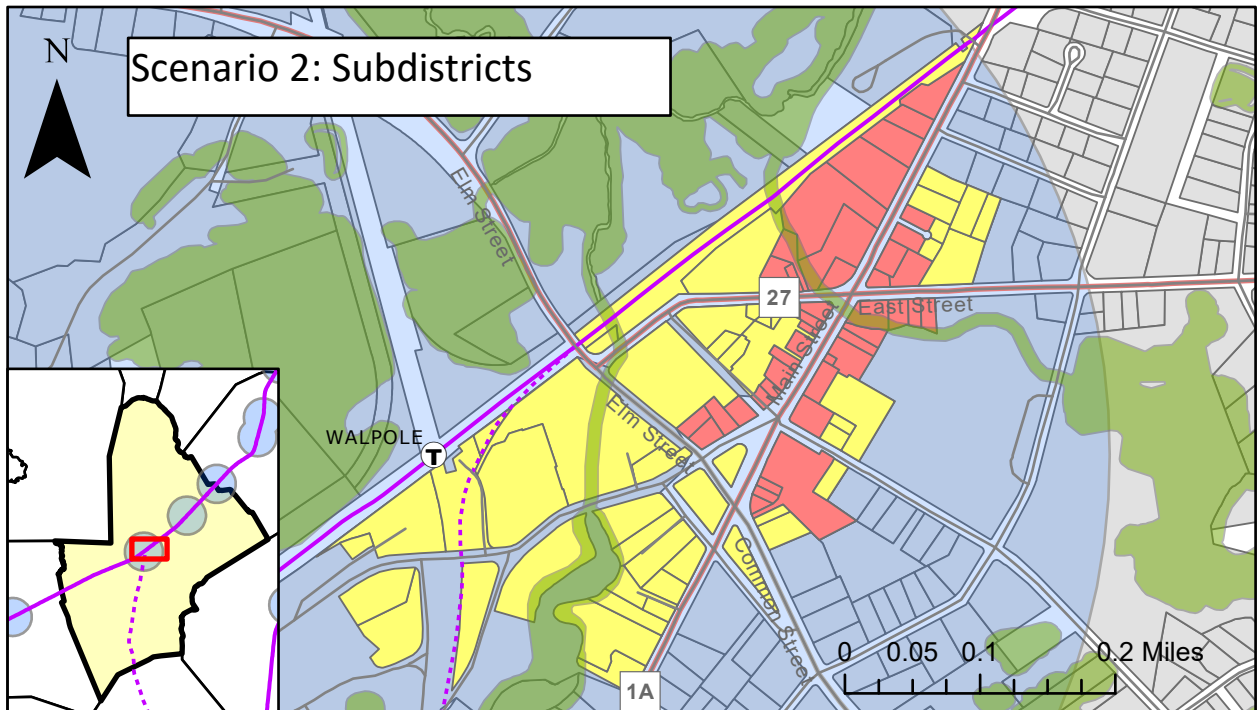 N
Scenario 2: Subdistricts
Elm Street
27
East Street
Main Street
Elm Street
WALPOLE
T
Common Street
0 0.05 0.1 0.2 Miles
1A